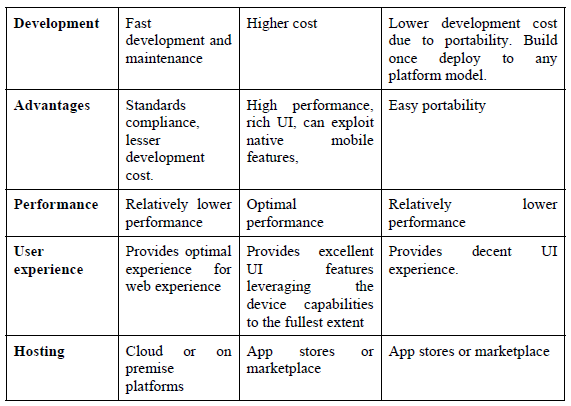 Development
Fast
development and
maintenance
Higher cost
Lower development cost
due to portability. Build
once deploy to any
platform model.
Advantages
Standards
compliance,
lesser
development
cost.
High performance,
rich UI, can exploit
native mobile
features,
Easy portability
Performance
Relatively lower
performance
Optimal
performance
Relatively lower
performance
User
experience
Provides optimal
experience for
web experience
Provides excellent
UI features
leveraging the
device capabilities
to the fullest extent
Provides decent UI
experience.
Hosting
Cloud or on
premise
platforms
App stores or
marketplace
App stores or marketplace